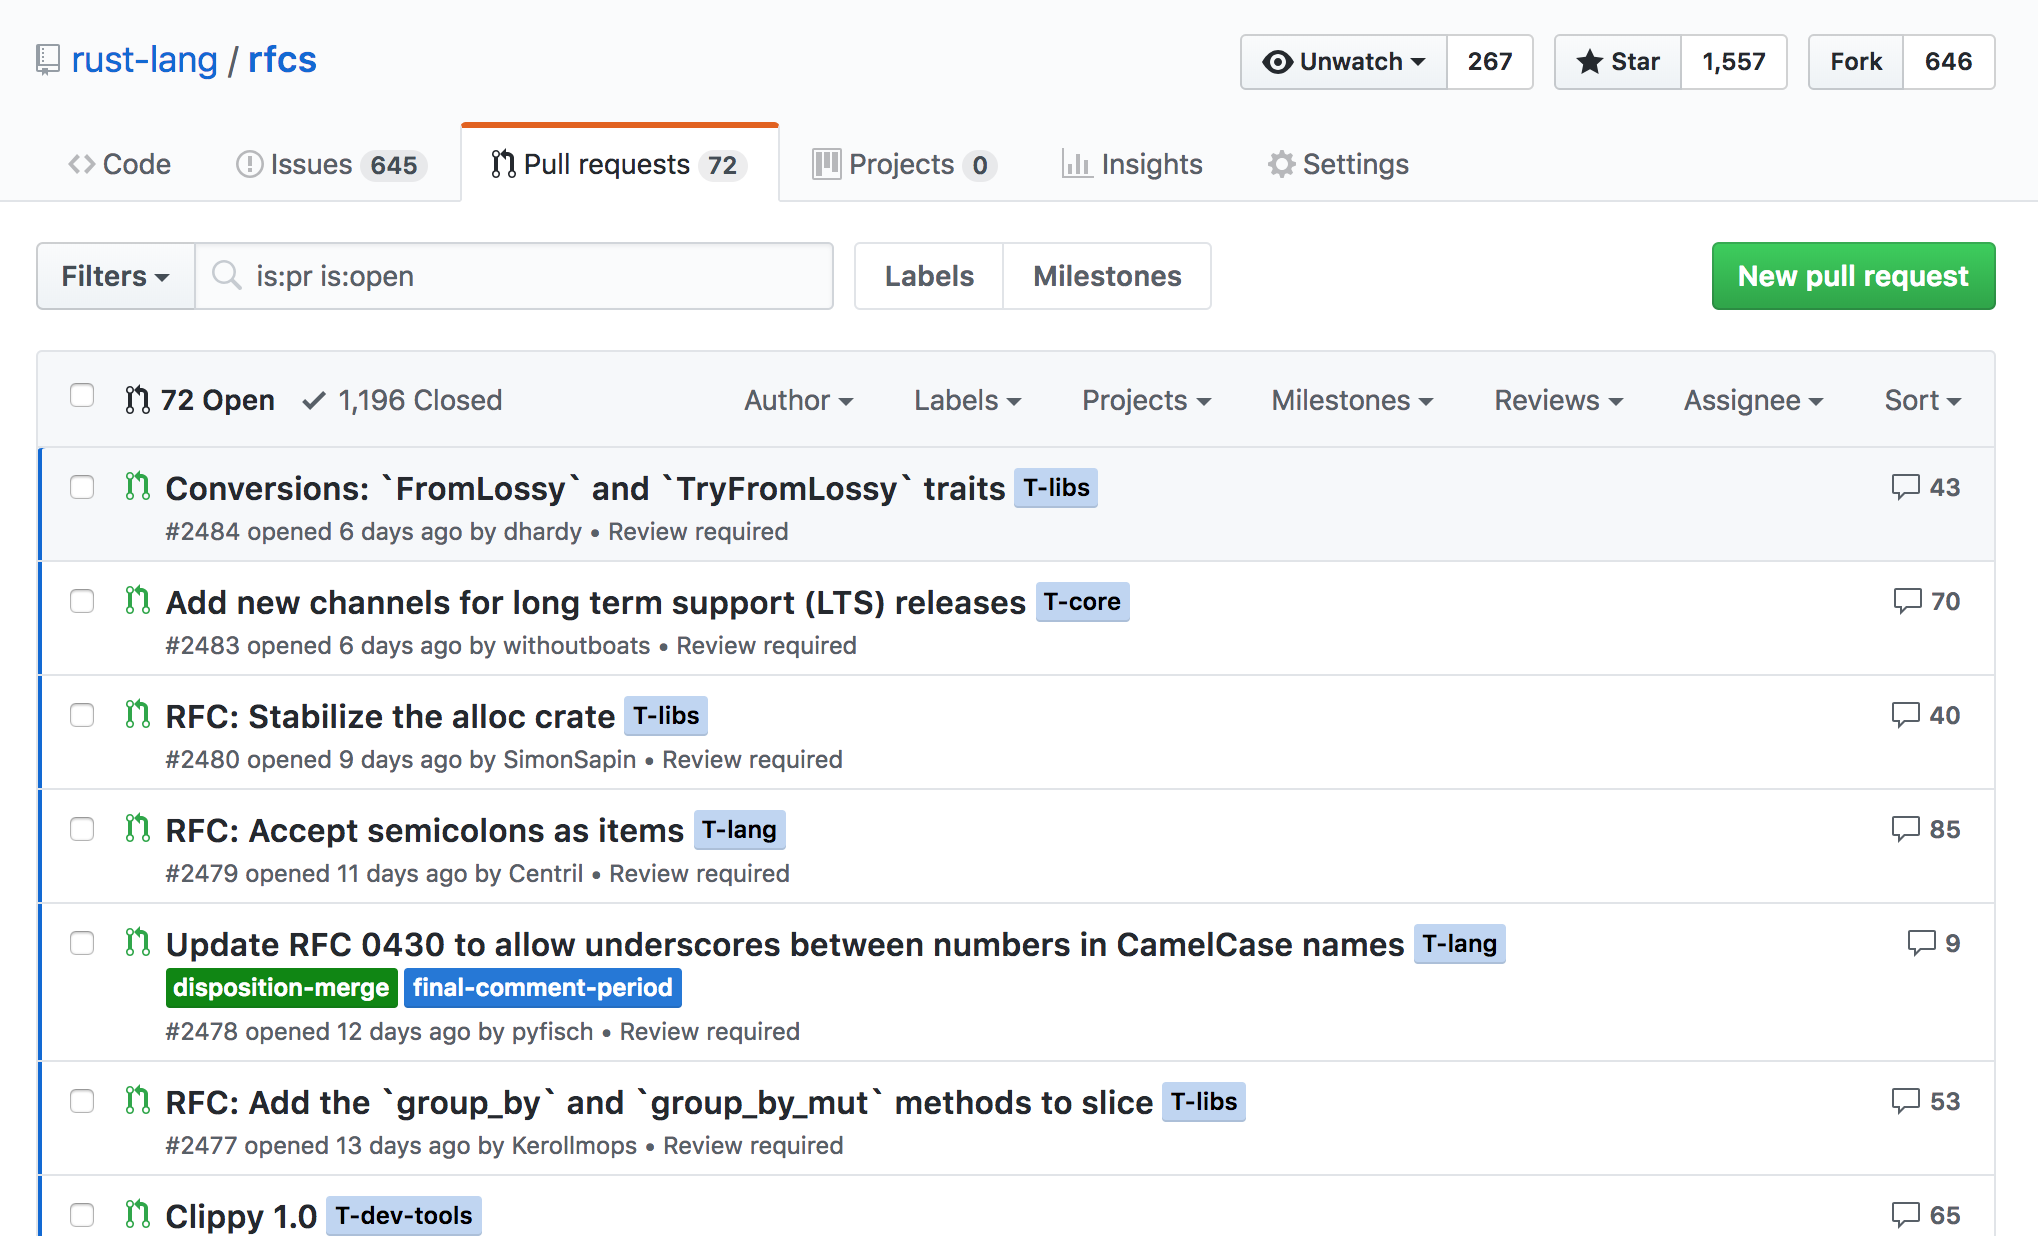 rust-lang / rfcs
Unwatch 267 Star 1,557 Fork 646
Code Issues 645 Pull requests 72 Projects 0 Insights Settings
Filters is:pr is:open Labels Milestones New pull request
72 Open 1,196 Closed Author Labels Projects Milestones Reviews Assignee Sort
Conversions: `FromLossy` and `TryFromLossy` traits T-libs 43
#2484 opened 6 days ago by dhardy • Review required
Add new channels for long term support (LTS) releases T-core 70
#2483 opened 6 days ago by withoutboats • Review required
RFC: Stabilize the alloc crate T-libs 40
#2480 opened 9 days ago by SimonSapin • Review required
RFC: Accept semicolons as items T-lang 85
#2479 opened 11 days ago by Centril • Review required
Update RFC 0430 to allow underscores between numbers in CamelCase names T-lang 9
disposition-merge final-comment-period
#2478 opened 12 days ago by pyfisch • Review required
RFC: Add the `group_by` and `group_by_mut` methods to slice T-libs 53
#2477 opened 13 days ago by Kerollmops • Review required
Clippy 1.0 T-dev-tools 65